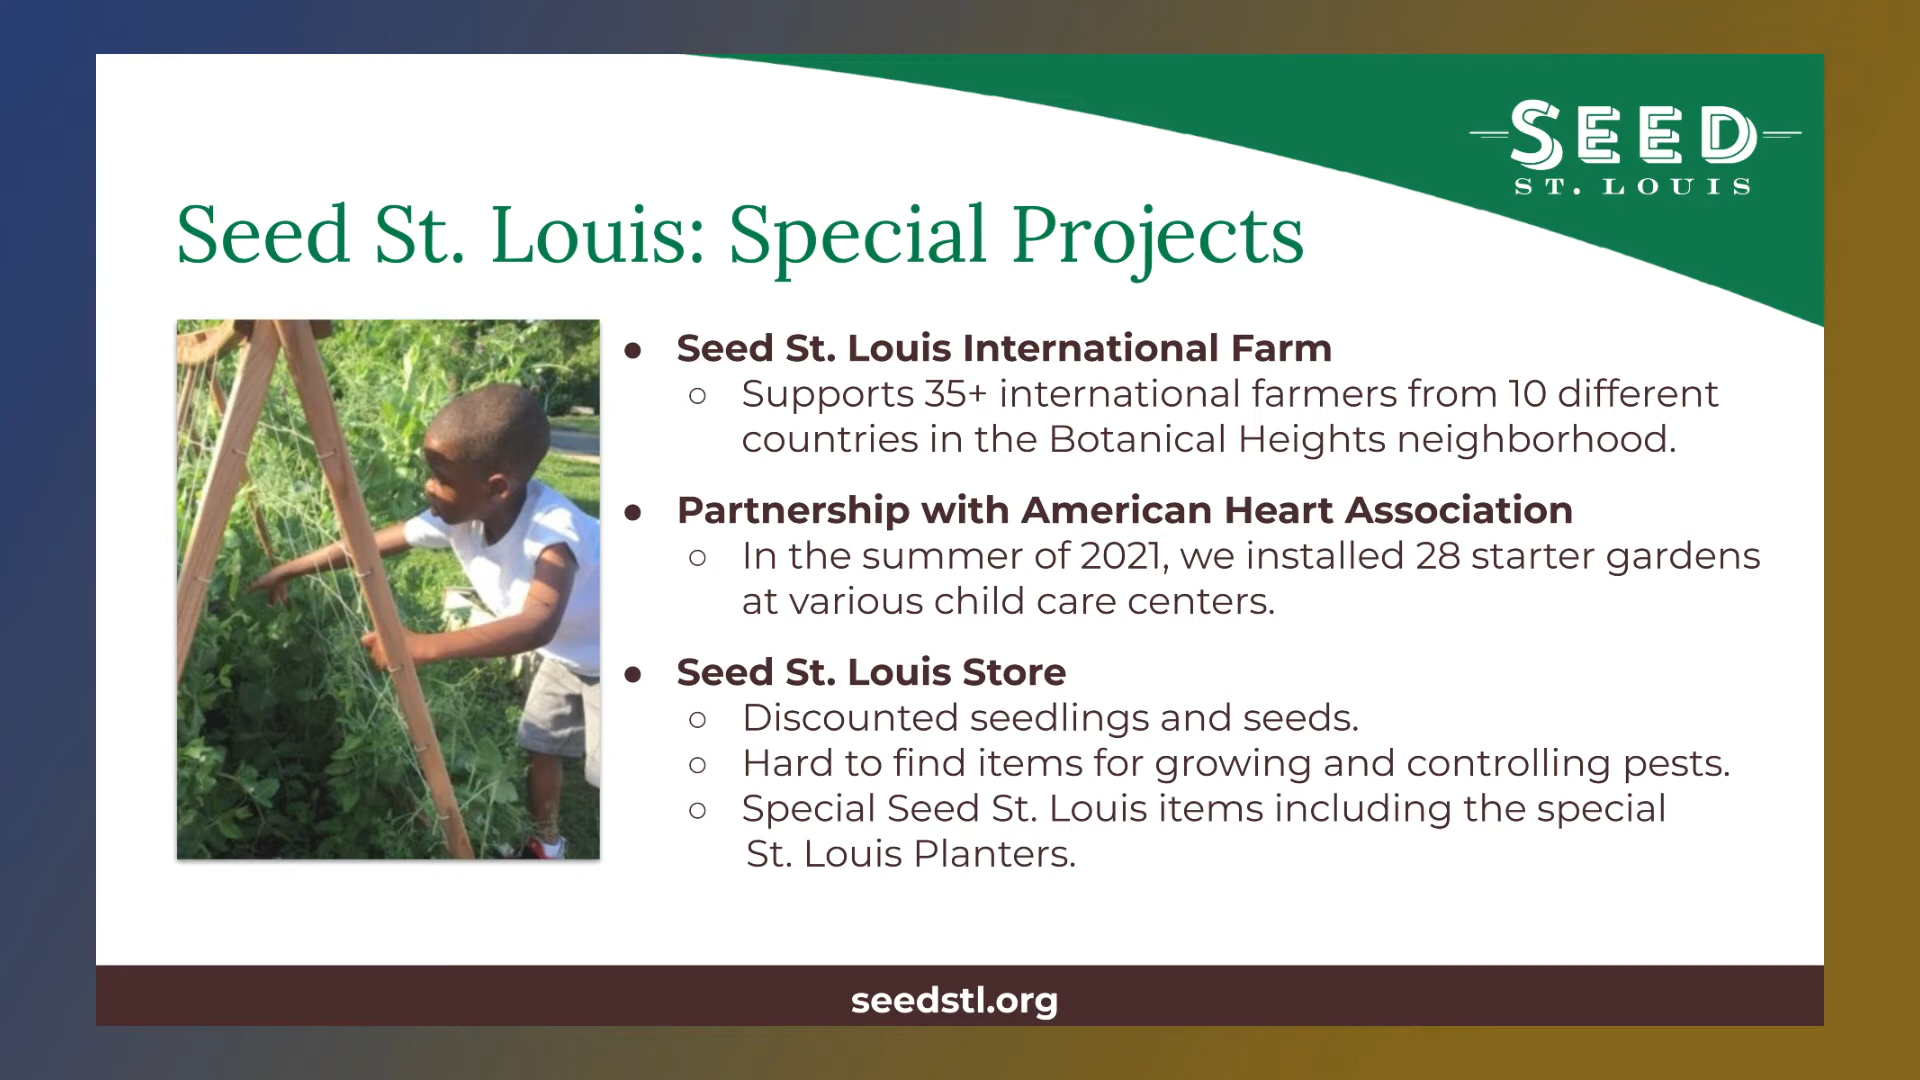 SEED
ST. LOUIS
Seed St. Louis: Special Projects
● Seed St. Louis International Farm
○ Supports 35+ international farmers from 10 different
countries in the Botanical Heights neighborhood.
● Partnership with American Heart Association
○ In the summer of 2021, we installed 28 starter gardens
at various child care centers.
● Seed St. Louis Store
○ Discounted seedlings and seeds.
○ Hard to find items for growing and controlling pests.
○ Special Seed St. Louis items including the special
St. Louis Planters.
seedstl.org